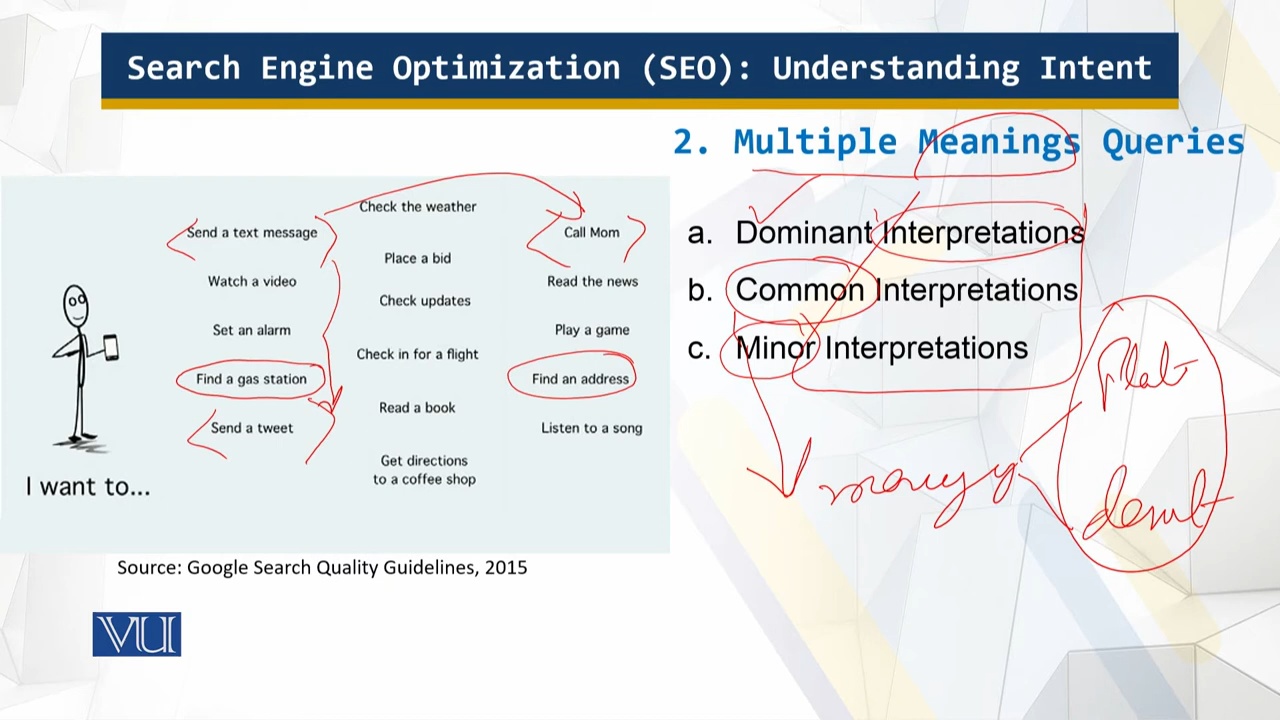 Search Engine Optimization (SEO): Understanding Intent
2. Multiple Meanings Queries
a. Dominant Interpretations
b. Common Interpretations
c. Minor Interpretations
Send a text message
Watch a video
Set an alarm
Find a gas station
Send a tweet
Check the weather
Place a bid
Check updates
Check in for a flight
Read a book
Get directions
to a coffee shop
Call Mom
Read the news
Play a game
Find an address
Listen to a song
I want to...
Source: Google Search Quality Guidelines, 2015
VU